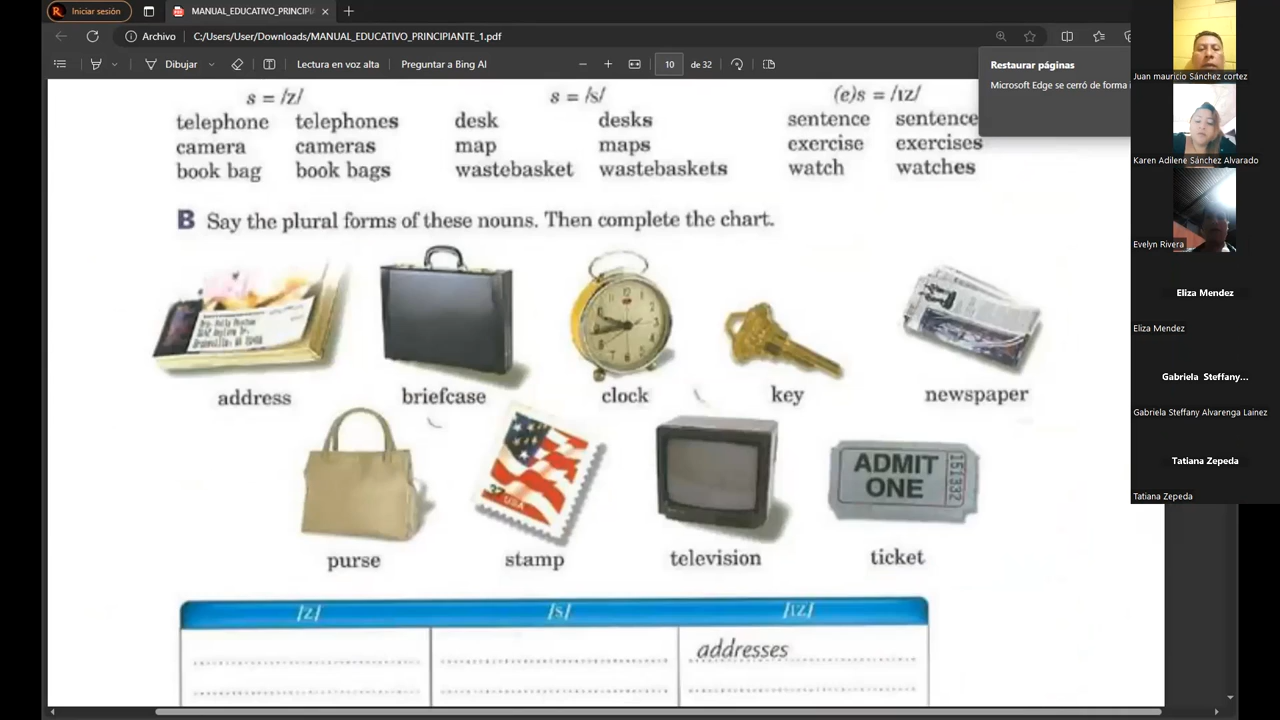 Iniciar sesión
MANUAL_EDUCATIVO_PRINCIPI
Archivo
C:/Users/User/Downloads/MANUAL_EDUCATIVO_PRINCIPIANTE_1.pdf
Dibujar
Lectura en voz alta
Preguntar a Bing AI
10
de 32
Restaurar páginas
Microsoft Edge se cerró de forma
s = /z/ s = /s/ (e)s = /ɪz/
telephone telephones desk desks sentence sentence
camera cameras map maps exercise exercises
book bag book bags wastebasket wastebaskets watch watches
B Say the plural forms of these nouns. Then complete the chart.
address briefcase clock key newspaper
37
USA
ADMIT
ONE
151332
purse stamp television ticket
/z/ /s/ /ɪz/
addresses
Juan mauricio Sánchez cortez
Karen Adilene Sánchez Alvarado
Evelyn Rivera
Eliza Mendez
Eliza Mendez
Gabriela Steffany...
Gabriela Steffany Alvarenga Lainez
Tatiana Zepeda
Tatiana Zepeda